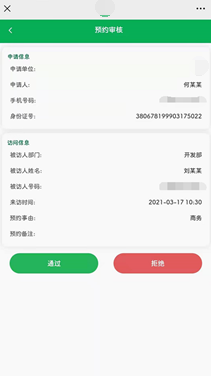 预约审核
申请信息
申请单位:
申请人: 何某某
手机号码:
身份证号: 380678199903175022
访问信息
被访人部门: 开发部
被访人姓名: 刘某某
被访人号码:
来访时间: 2021-03-17 10:30
预约事由: 商务
预约备注:
通过 拒绝